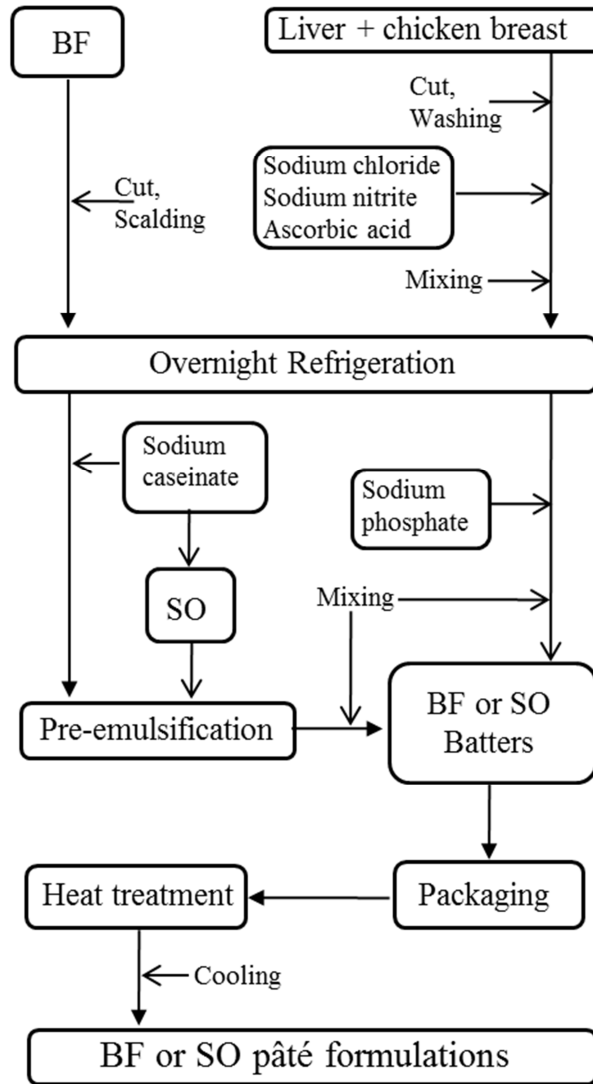 BF
Liver + chicken breast
Cut,
Washing
Sodium chloride
Sodium nitrite
Ascorbic acid
Cut,
Scalding
Mixing
Overnight Refrigeration
Sodium
caseinate
Sodium
phosphate
SO
Mixing
Pre-emulsification
BF or SO
Batters
Heat treatment
Packaging
Cooling
BF or SO pâté formulations